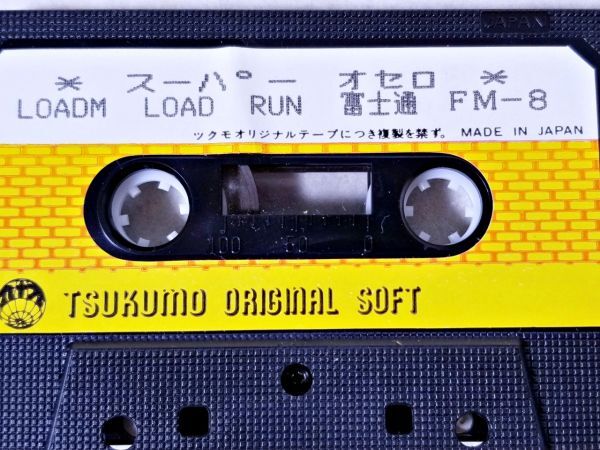 JAPAN
* スーパー オセロ *
LOADM LOAD RUN 富士通 FM-8
ツクモオリジナルテープにつき複製を禁ず。 MADE IN JAPAN
100 50 0
TSUKUMO ORIGINAL SOFT